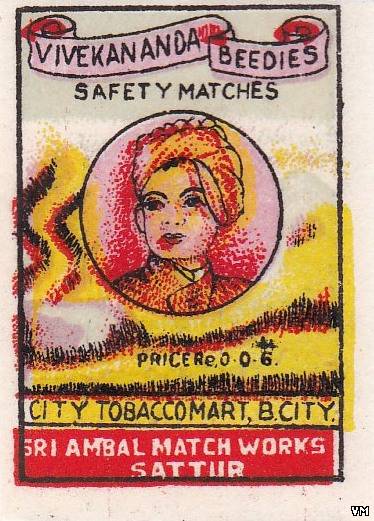 VIVEKANANDA BEEDIES
SAFETY MATCHES
PRICE Re. 0-0-6.
CITY TOBACCO MART, B.CITY.
SRI AMBAL MATCH WORKS
SATTUR
VM